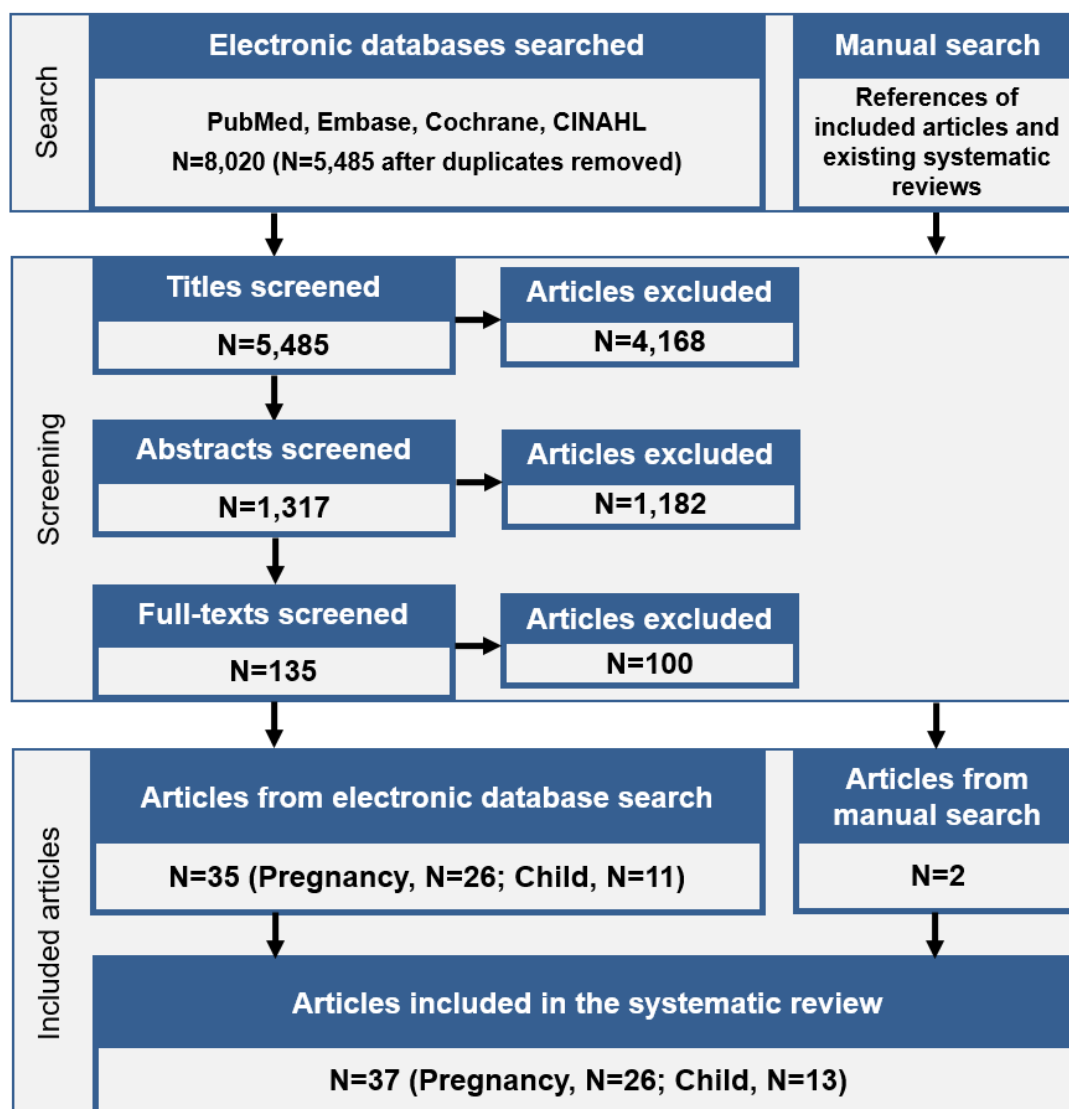 Search
Electronic databases searched
PubMed, Embase, Cochrane, CINAHL
N=8,020 (N=5,485 after duplicates removed)
Manual search
References of
included articles and
existing systematic
reviews
Screening
Titles screened
N=5,485
Articles excluded
N=4,168
Abstracts screened
N=1,317
Articles excluded
N=1,182
Full-texts screened
N=135
Articles excluded
N=100
Included articles
Articles from electronic database search
N=35 (Pregnancy, N=26; Child, N=11)
Articles from
manual search
N=2
Articles included in the systematic review
N=37 (Pregnancy, N=26; Child, N=13)